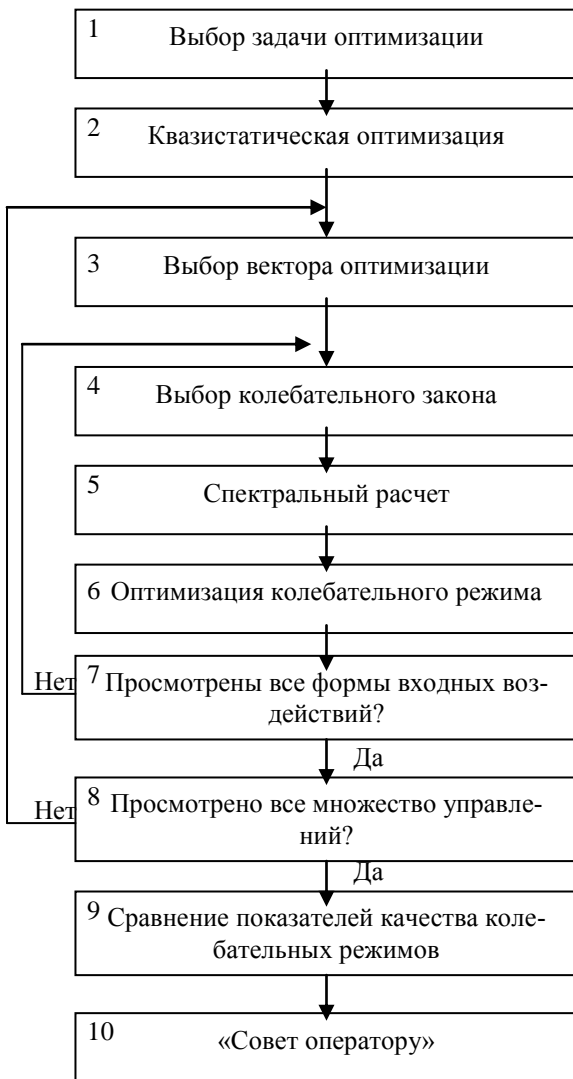 1
Выбор задачи оптимизации
2
Квазистатическая оптимизация
3
Выбор вектора оптимизации
4
Выбор колебательного закона
5
Спектральный расчет
6 Оптимизация колебательного режима
Нет
7 Просмотрены все формы входных воз-
действий?
Да
Нет
8 Просмотрено все множество управле-
ний?
Да
9 Сравнение показателей качества коле-
бательных режимов
10
«Совет оператору»